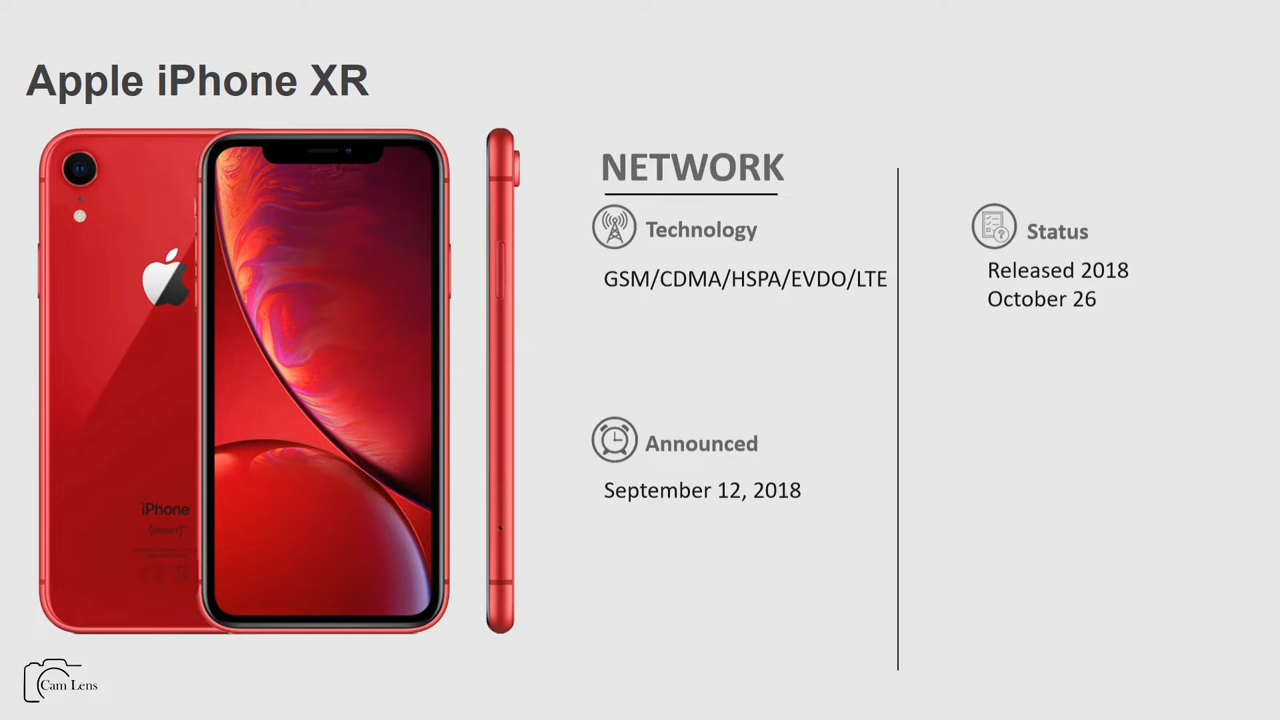 Apple iPhone XR
NETWORK
Technology
GSM/CDMA/HSPA/EVDO/LTE
Announced
September 12, 2018
Status
Released 2018
October 26
iPhone
Cam Lens